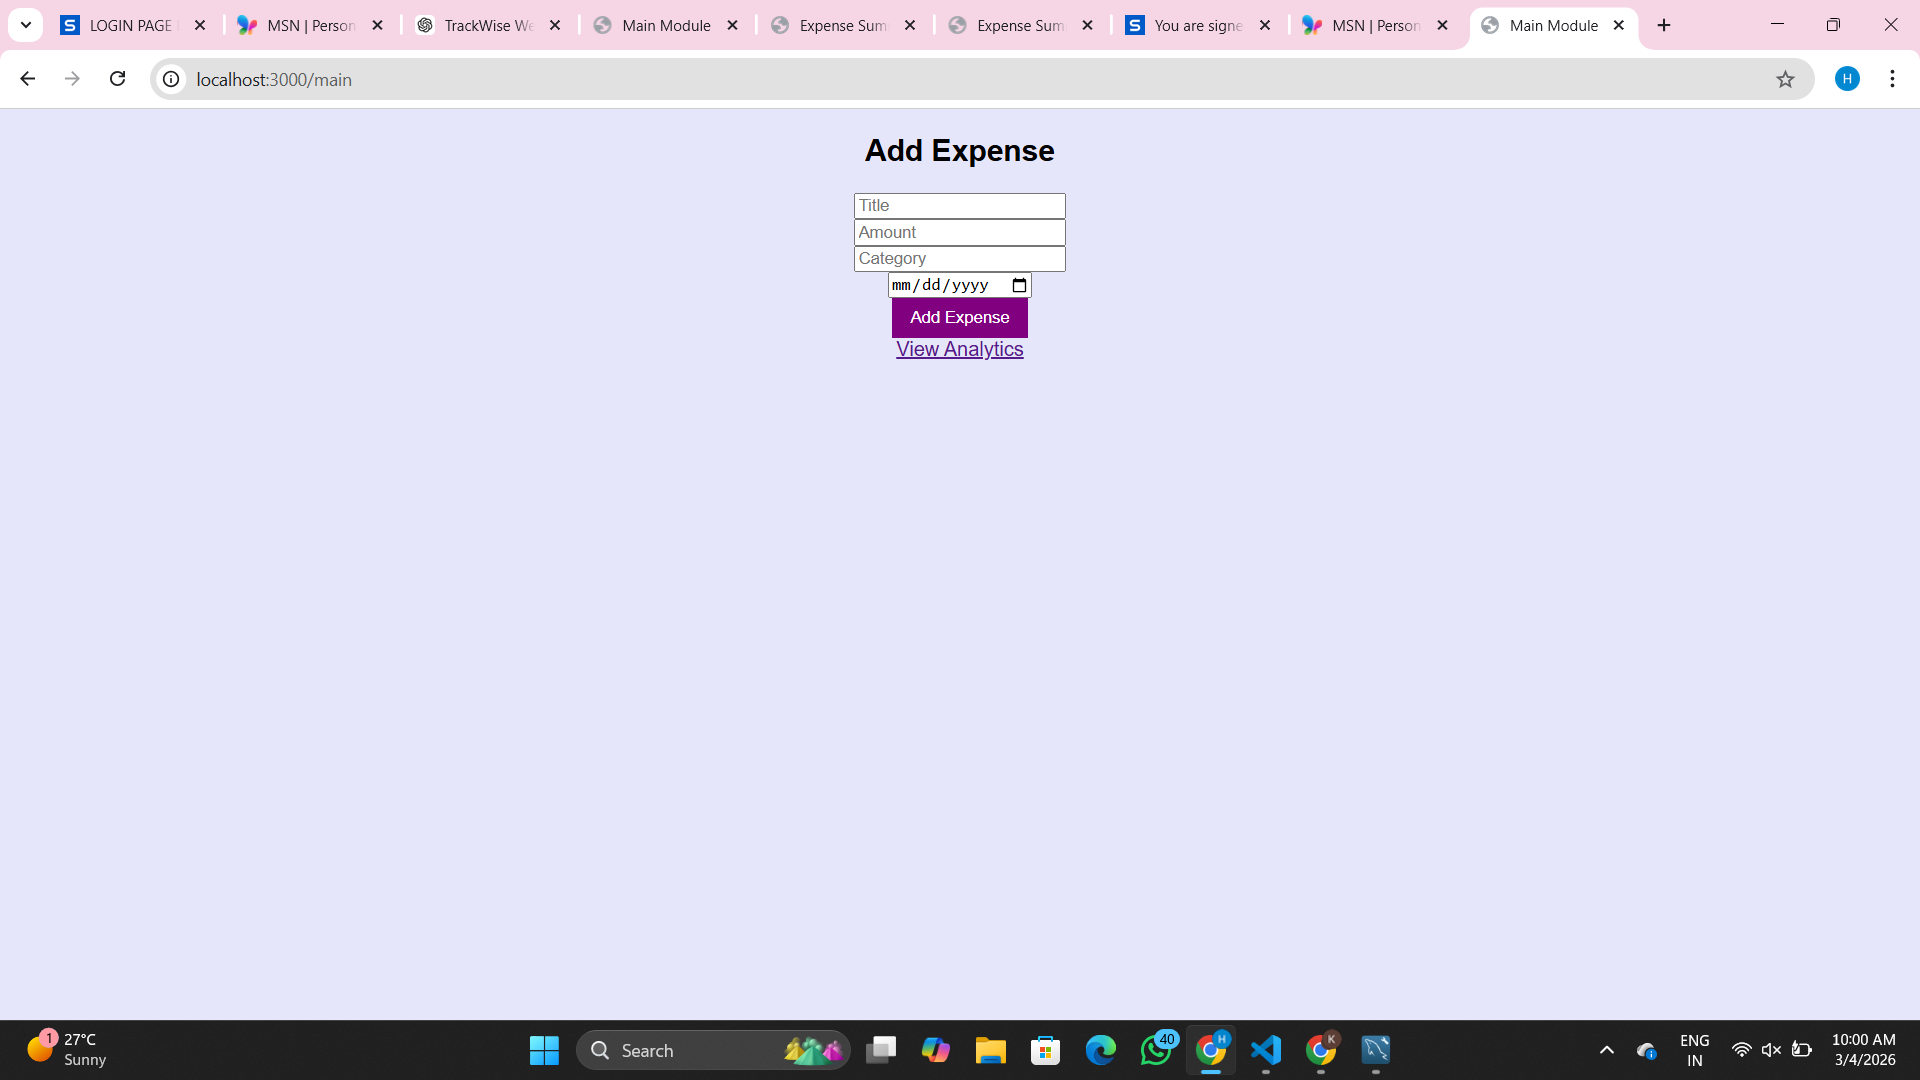 LOGIN PAGE
MSN | Person
TrackWise We
Main Module
Expense Sum
Expense Sum
You are signe
MSN | Person
Main Module
localhost:3000/main
H
Add Expense
Title
Amount
Category
mm/dd/yyyy
Add Expense
View Analytics
1
27°C
Sunny
Search
40
H
K
ENG
IN
10:00 AM
3/4/2026